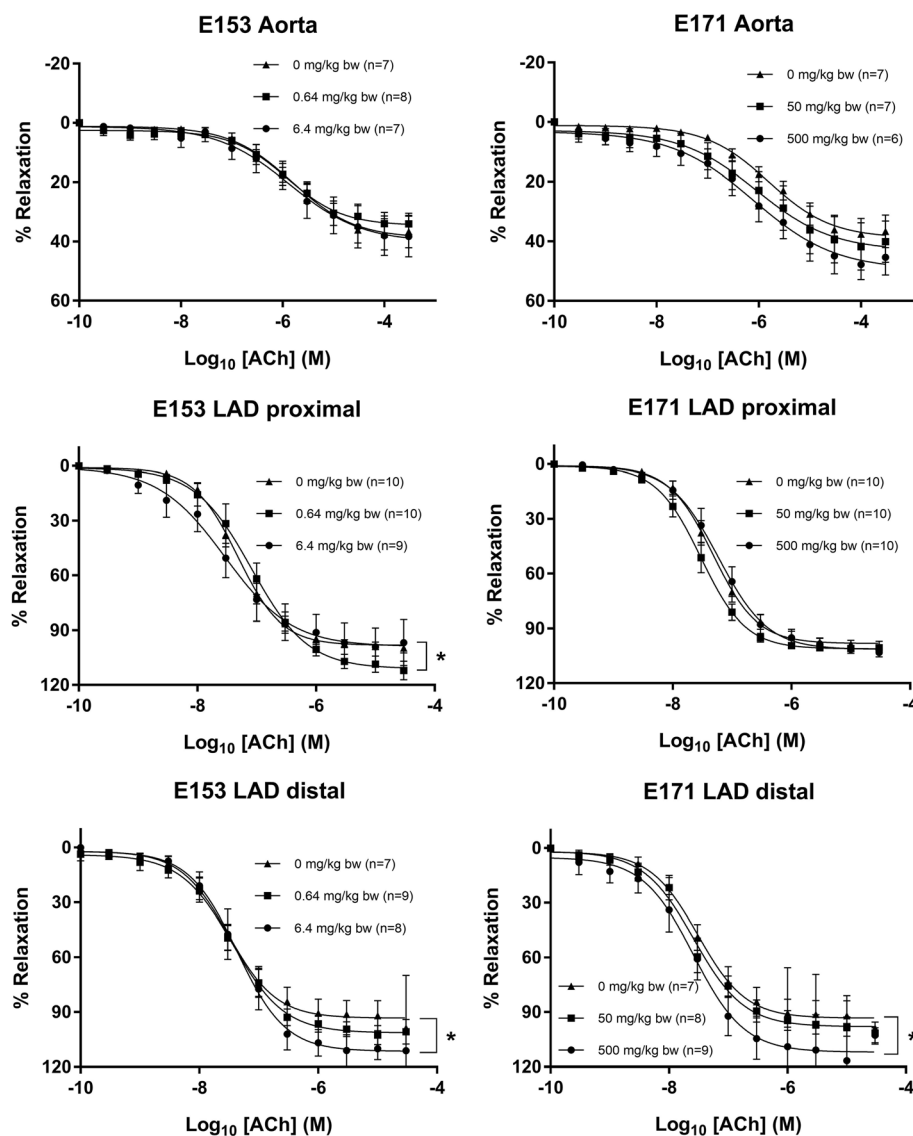 E153 Aorta
-20
0
20
40
60
% Relaxation
0 mg/kg bw (n=7)
0.64 mg/kg bw (n=8)
6.4 mg/kg bw (n=7)
-10 -8 -6 -4
Log10 [ACh] (M)
E171 Aorta
-20
0
20
40
60
% Relaxation
0 mg/kg bw (n=7)
50 mg/kg bw (n=7)
500 mg/kg bw (n=6)
-10 -8 -6 -4
Log10 [ACh] (M)
E153 LAD proximal
0
30
60
90
120
% Relaxation
0 mg/kg bw (n=10)
0.64 mg/kg bw (n=10)
6.4 mg/kg bw (n=9)
*
-10 -8 -6 -4
Log10 [ACh] (M)
E171 LAD proximal
0
30
60
90
120
% Relaxation
0 mg/kg bw (n=10)
50 mg/kg bw (n=10)
500 mg/kg bw (n=10)
-10 -8 -6 -4
Log10 [ACh] (M)
E153 LAD distal
0
30
60
90
120
% Relaxation
0 mg/kg bw (n=7)
0.64 mg/kg bw (n=9)
6.4 mg/kg bw (n=8)
*
-10 -8 -6 -4
Log10 [ACh] (M)
E171 LAD distal
0
30
60
90
120
% Relaxation
0 mg/kg bw (n=7)
50 mg/kg bw (n=8)
500 mg/kg bw (n=9)
*
-10 -8 -6 -4
Log10 [ACh] (M)